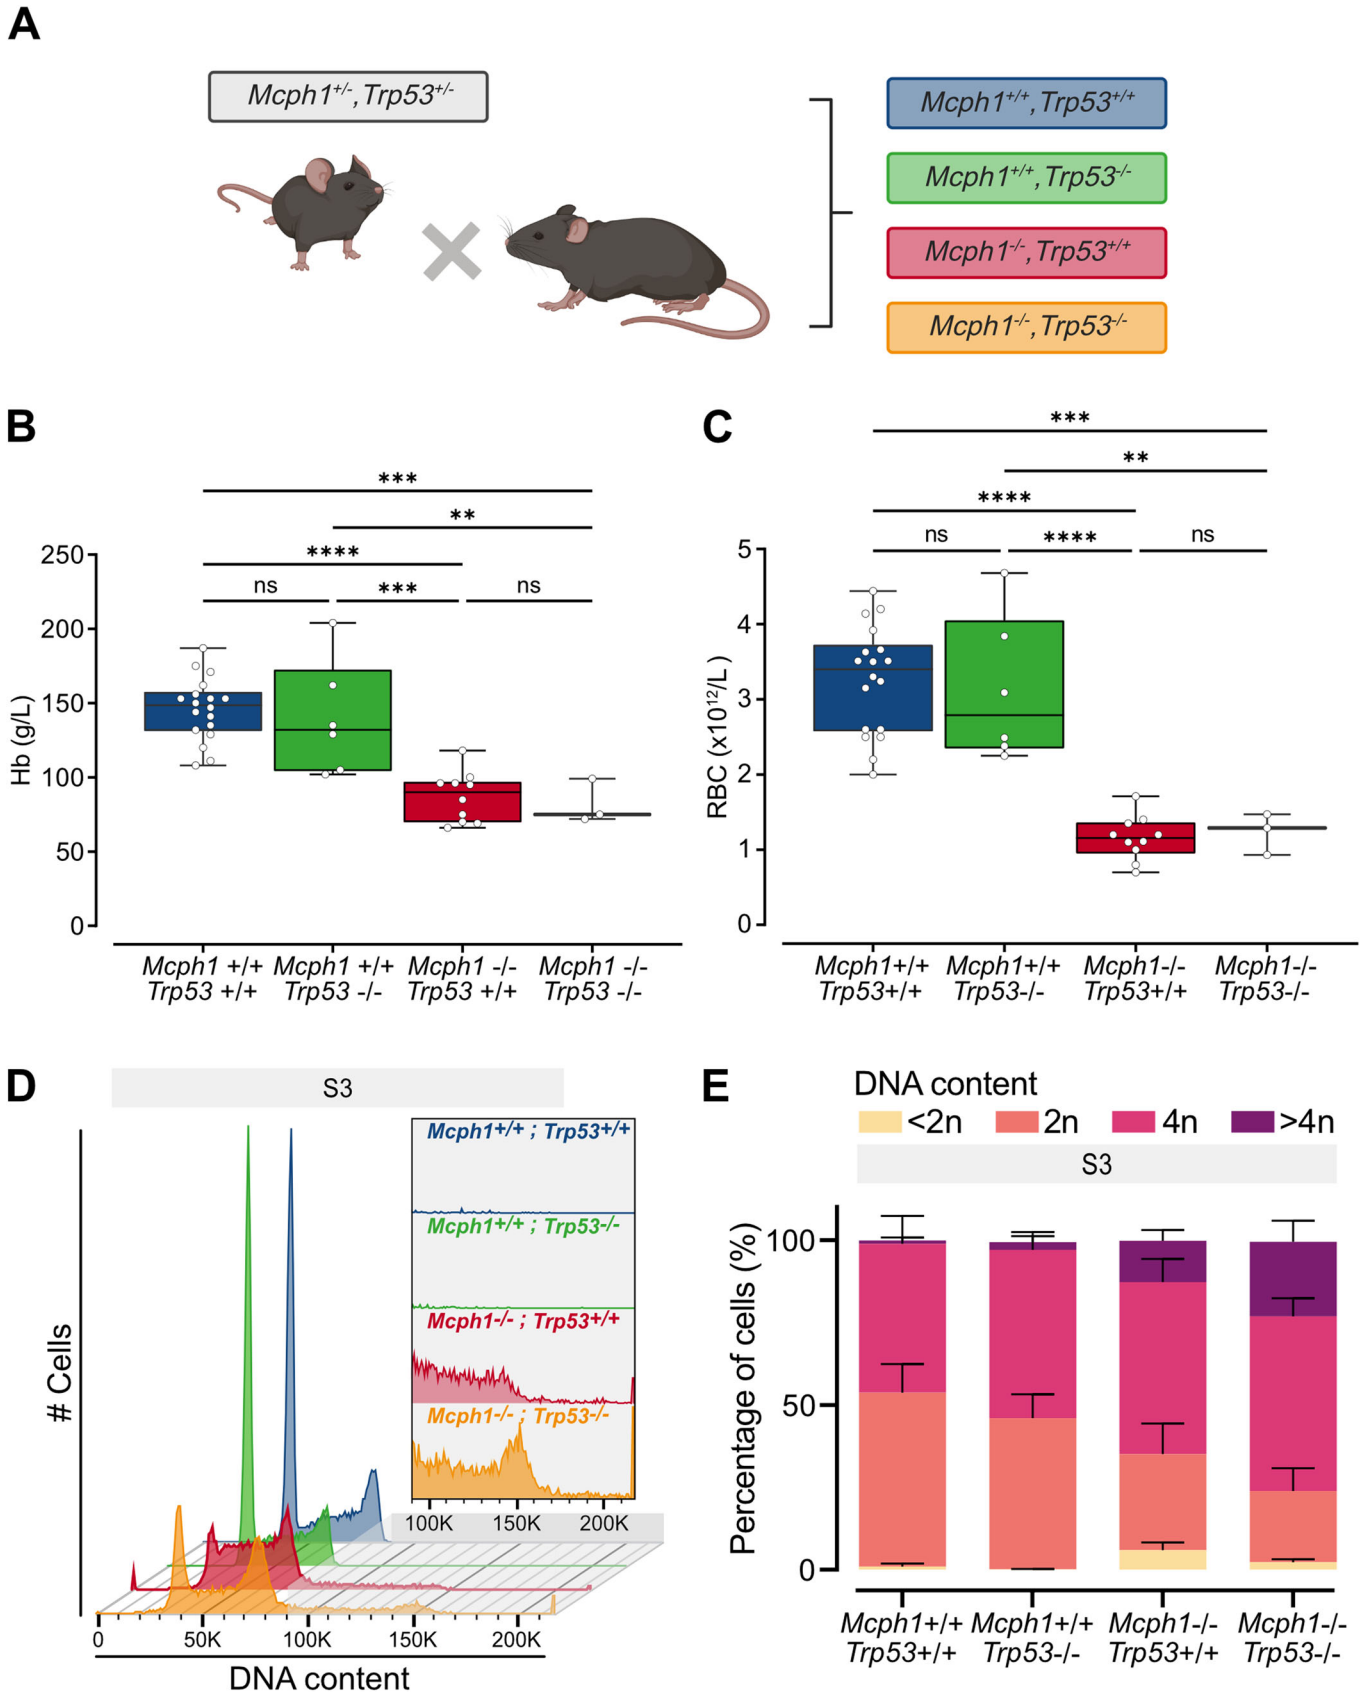 A
Mcph1+/-,Trp53+/-
Mcph1+/+,Trp53+/+
Mcph1+/+,Trp53-/-
Mcph1-/-,Trp53+/+
Mcph1-/-,Trp53-/-
B
***
**
****
ns
***
ns
250
200
150
100
50
0
Hb (g/L)
Mcph1 +/+ Mcph1 +/+ Mcph1 -/- Mcph1 -/-
Trp53 +/+ Trp53 -/- Trp53 +/+ Trp53 -/-
C
***
**
****
ns
****
ns
5
4
3
2
1
0
RBC (x10¹²/L )
Mcph1+/+ Mcph1+/+ Mcph1-/- Mcph1-/-
Trp53+/+ Trp53-/- Trp53+/+ Trp53-/-
D
S3
Mcph1+/+ ; Trp53+/+
Mcph1+/+ ; Trp53-/-
Mcph1-/- ; Trp53+/+
Mcph1-/- ; Trp53-/-
100K 150K 200K
# Cells
0 50K 100K 150K 200K
DNA content
E
DNA content
<2n 2n 4n >4n
S3
100
50
0
Percentage of cells (%)
Mcph1+/+ Mcph1+/+ Mcph1-/- Mcph1-/-
Trp53+/+ Trp53-/- Trp53+/+ Trp53-/-